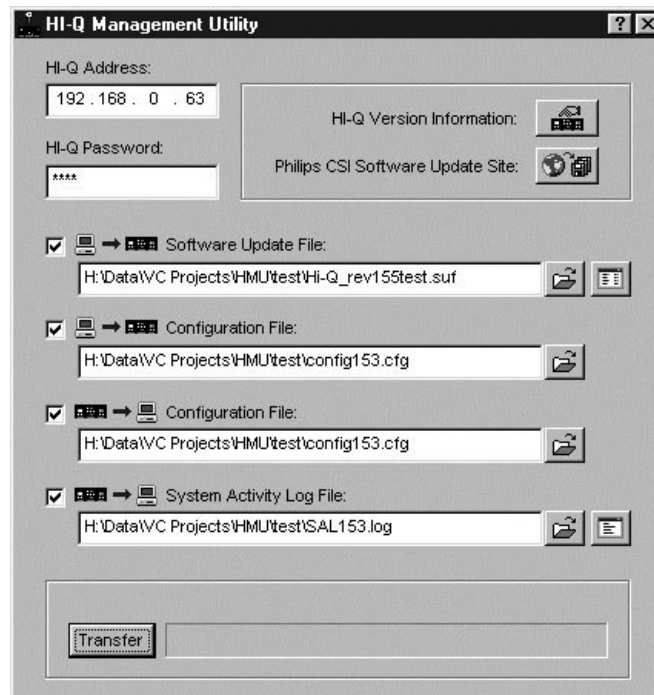 HI-Q Management Utility
HI-Q Address:
192 . 168 . 0 . 63
HI-Q Version Information:
HI-Q Password:
Philips CSI Software Update Site:
****
Software Update File:
H:\Data\VC Projects\HMU\test\Hi-Q_rev155test.suf
Configuration File:
H:\Data\VC Projects\HMU\test\config153.cfg
Configuration File:
H:\Data\VC Projects\HMU\test\config153.cfg
System Activity Log File:
H:\Data\VC Projects\HMU\test\SAL153.log
Transfer